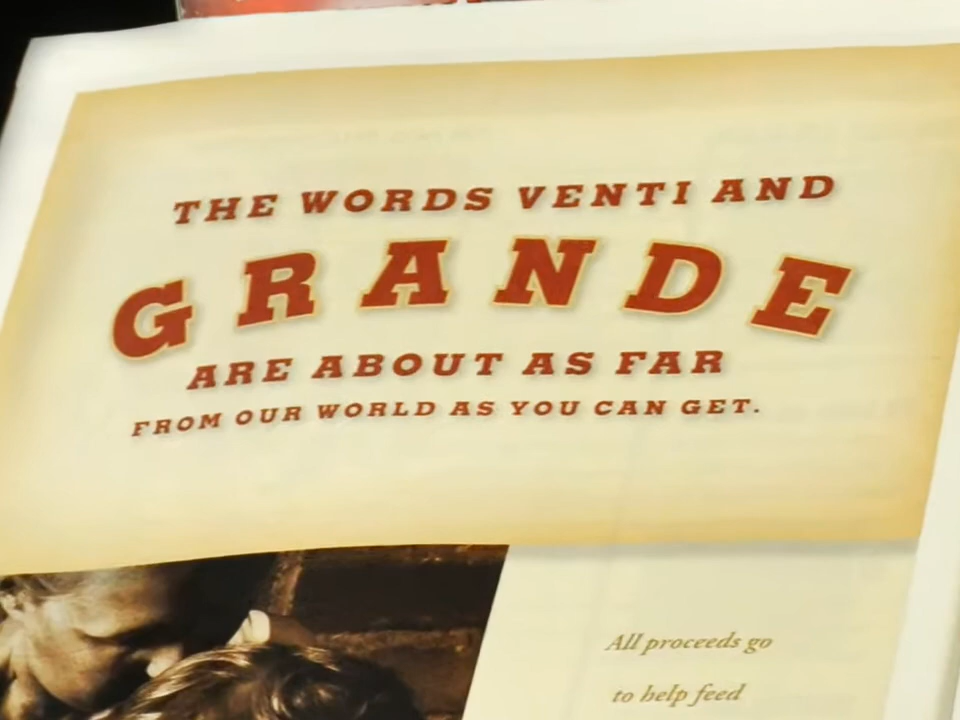 THE WORDS VENTI AND
GRANDE
ARE ABOUT AS FAR
FROM OUR WORLD AS YOU CAN GET.
All proceeds go
to help feed